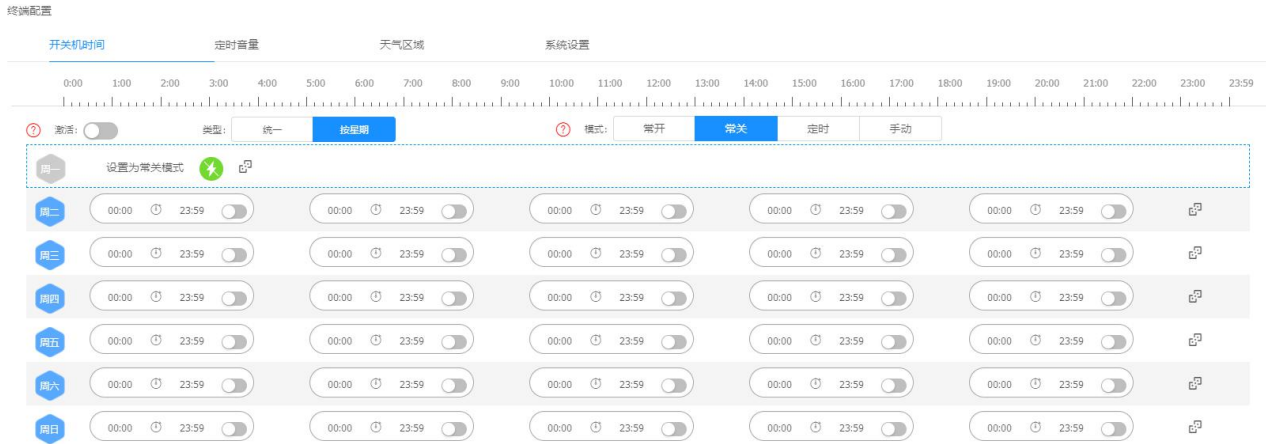 终端配置
开关机时间 定时音量 天气区域 系统设置
0:00 1:00 2:00 3:00 4:00 5:00 6:00 7:00 8:00 9:00 10:00 11:00 12:00 13:00 14:00 15:00 16:00 17:00 18:00 19:00 20:00 21:00 22:00 23:00 23:59
? 激活: 类型: 统一 按星期 ? 模式: 常开 常关 定时 手动
周一 设置为常关模式
周二 00:00 23:59 00:00 23:59 00:00 23:59 00:00 23:59 00:00 23:59
周三 00:00 23:59 00:00 23:59 00:00 23:59 00:00 23:59 00:00 23:59
周四 00:00 23:59 00:00 23:59 00:00 23:59 00:00 23:59 00:00 23:59
周五 00:00 23:59 00:00 23:59 00:00 23:59 00:00 23:59 00:00 23:59
周六 00:00 23:59 00:00 23:59 00:00 23:59 00:00 23:59 00:00 23:59
周日 00:00 23:59 00:00 23:59 00:00 23:59 00:00 23:59 00:00 23:59